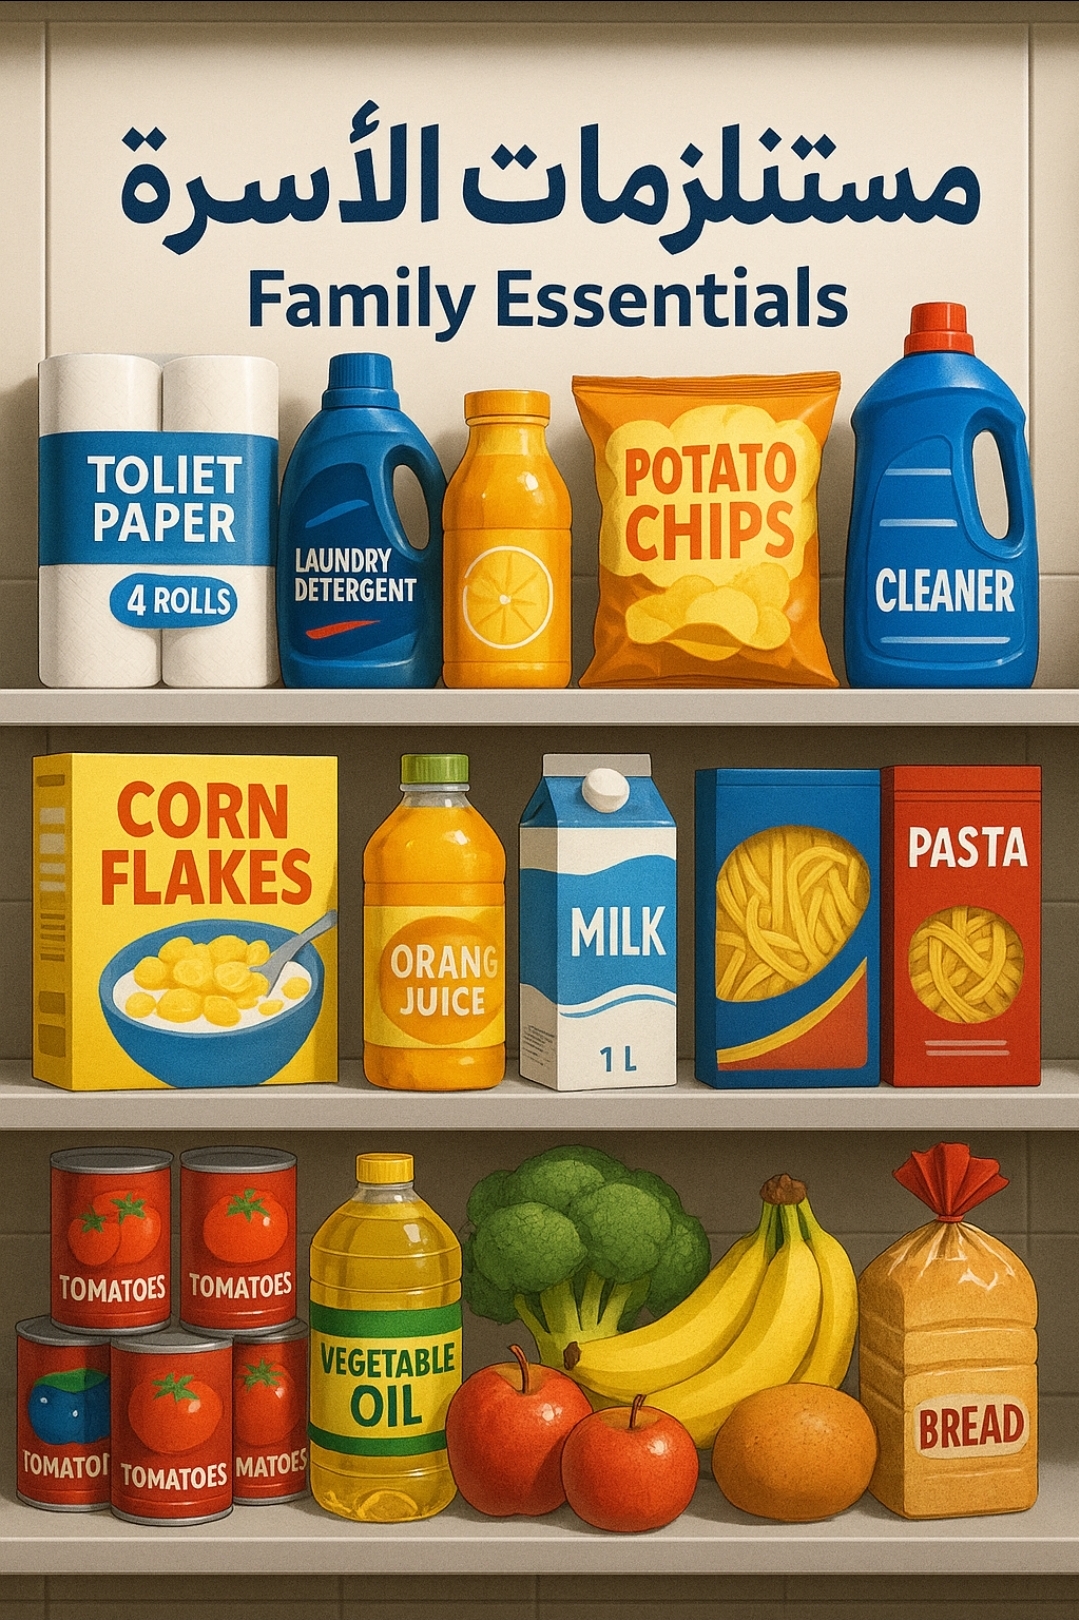 مستنلزمات الأسرة
Family Essentials
TOLIET
PAPER
4 ROLLS
LAUNDRY
DETERGENT
POTATO
CHIPS
CLEANER
CORN
FLAKES
ORANG
JUICE
MILK
1 L
PASTA
TOMATOES
TOMATOES
TOMATOI
TOMATOES
MATOES
VEGETABLE
OIL
BREAD